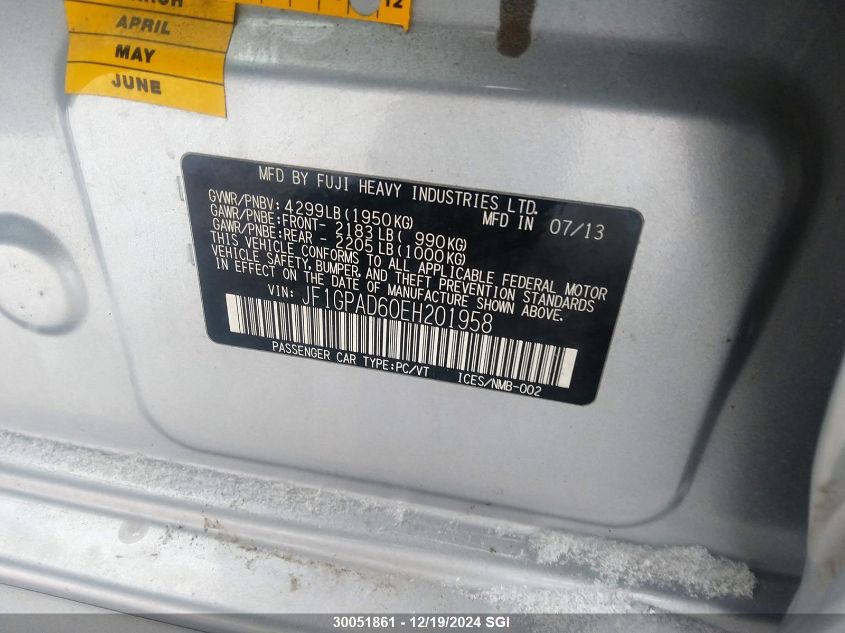 MARCH
12
APRIL
MAY
JUNE
MFD BY FUJI HEAVY INDUSTRIES LTD.
GVWR/PNBV: 4299LB(1950KG) MFD IN 07/13
GAWR/PNBE:FRONT- 2183LB( 990KG)
GAWR/PNBE:REAR - 2205LB(1000KG)
THIS VEHICLE CONFORMS TO ALL APPLICABLE FEDERAL MOTOR
VEHICLE SAFETY, BUMPER, AND THEFT PREVENTION STANDARDS
IN EFFECT ON THE DATE OF MANUFACTURE SHOWN ABOVE.
VIN: JF1GPAD60EH201958
PASSENGER CAR TYPE:PC/VT ICES/NMB-002
30051861 - 12/19/2024 SGI